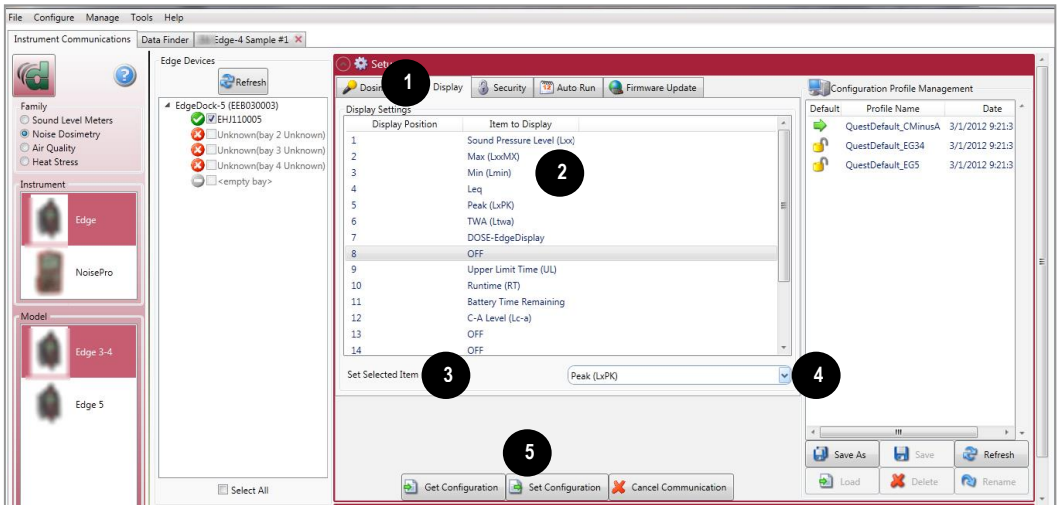 File Configure Manage Tools Help
Instrument Communications Data Finder Edge-4 Sample #1
Family
Sound Level Meters
Noise Dosimetry
Air Quality
Heat Stress
Instrument
Edge
NoisePro
Model
Edge 3-4
Edge 5
Edge Devices
Refresh
EdgeDock-5 (EEB030003)
EHJ110005
Unknown(bay 2 Unknown)
Unknown(bay 3 Unknown)
Unknown(bay 4 Unknown)
<empty bay>
Select All
1
Display Security Auto Run Firmware Update
Display Settings
Display Position Item to Display
1 Sound Pressure Level (Lxx)
2 Max (LxxMX)
3 Min (Lmin)
4 Leq
5 Peak (LxPK)
6 TWA (Ltwa)
7 DOSE-EdgeDisplay
8 OFF
9 Upper Limit Time (UL)
10 Runtime (RT)
11 Battery Time Remaining
12 C-A Level (Lc-a)
13 OFF
14 OFF
2
Set Selected Item 3 Peak (LxPK) 4
5
Get Configuration Set Configuration Cancel Communication
Configuration Profile Management
Default Profile Name Date
QuestDefault_CMinusA 3/1/2012 9:21:3
QuestDefault_EG34 3/1/2012 9:21:3
QuestDefault_EG5 3/1/2012 9:21:3
Save As Save Refresh
Load Delete Rename